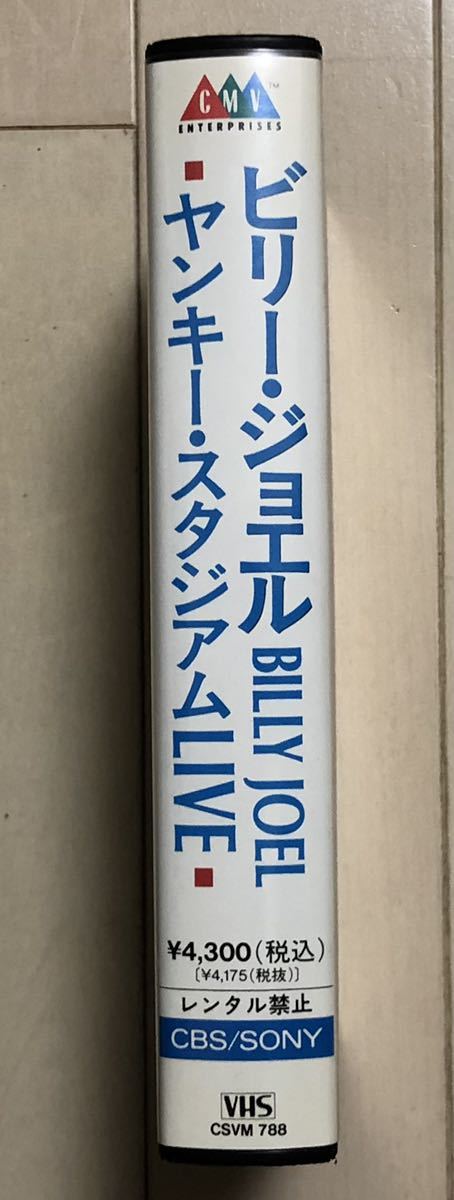 CMV™
ENTERPRISES
ビリー・ジョエル BILLY JOEL
■ヤンキー・スタジアムLIVE■
¥4,300(税込)
[¥4,175(税抜)]
レンタル禁止
CBS/SONY
VHS
CSVM 788